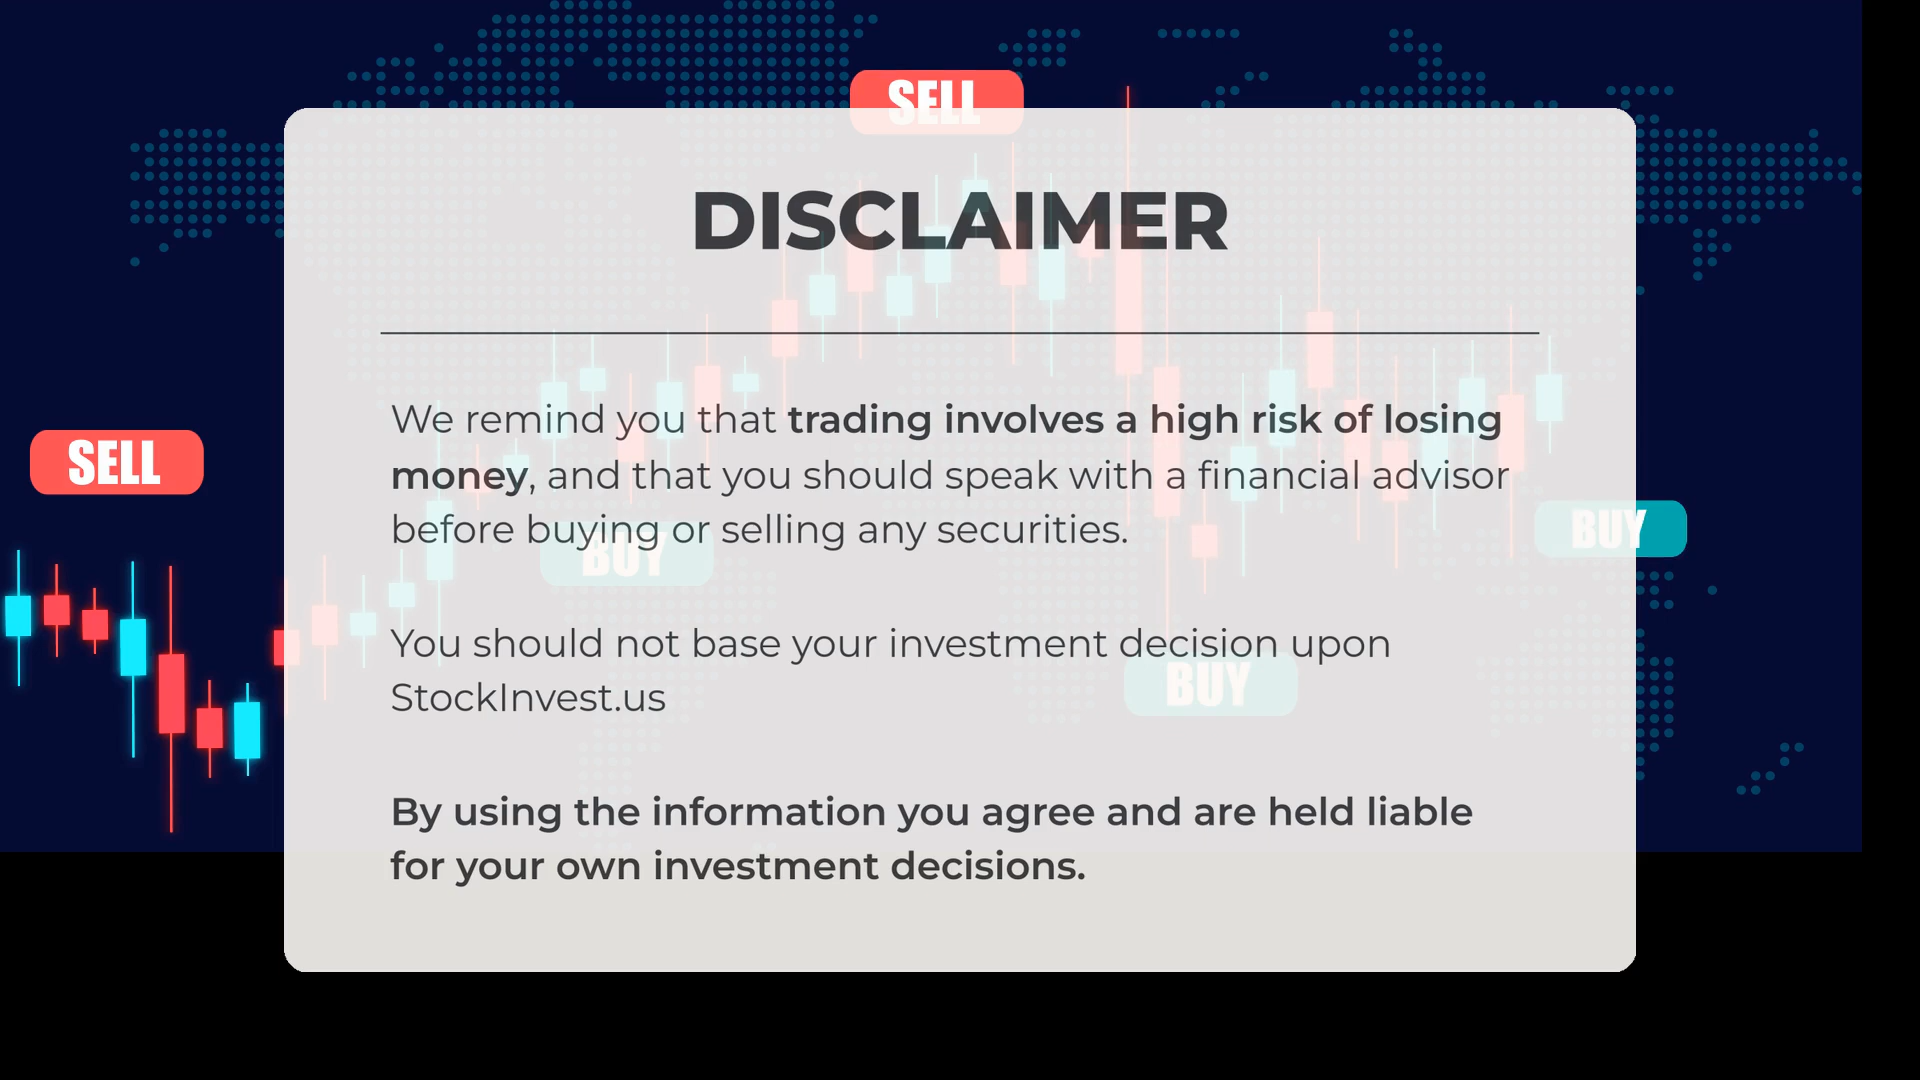 SELL
DISCLAIMER
We remind you that trading involves a high risk of losing
money, and that you should speak with a financial advisor
before buying or selling any securities.
SELL
BUY
BUY
You should not base your investment decision upon
StockInvest.us
BUY
By using the information you agree and are held liable
for your own investment decisions.